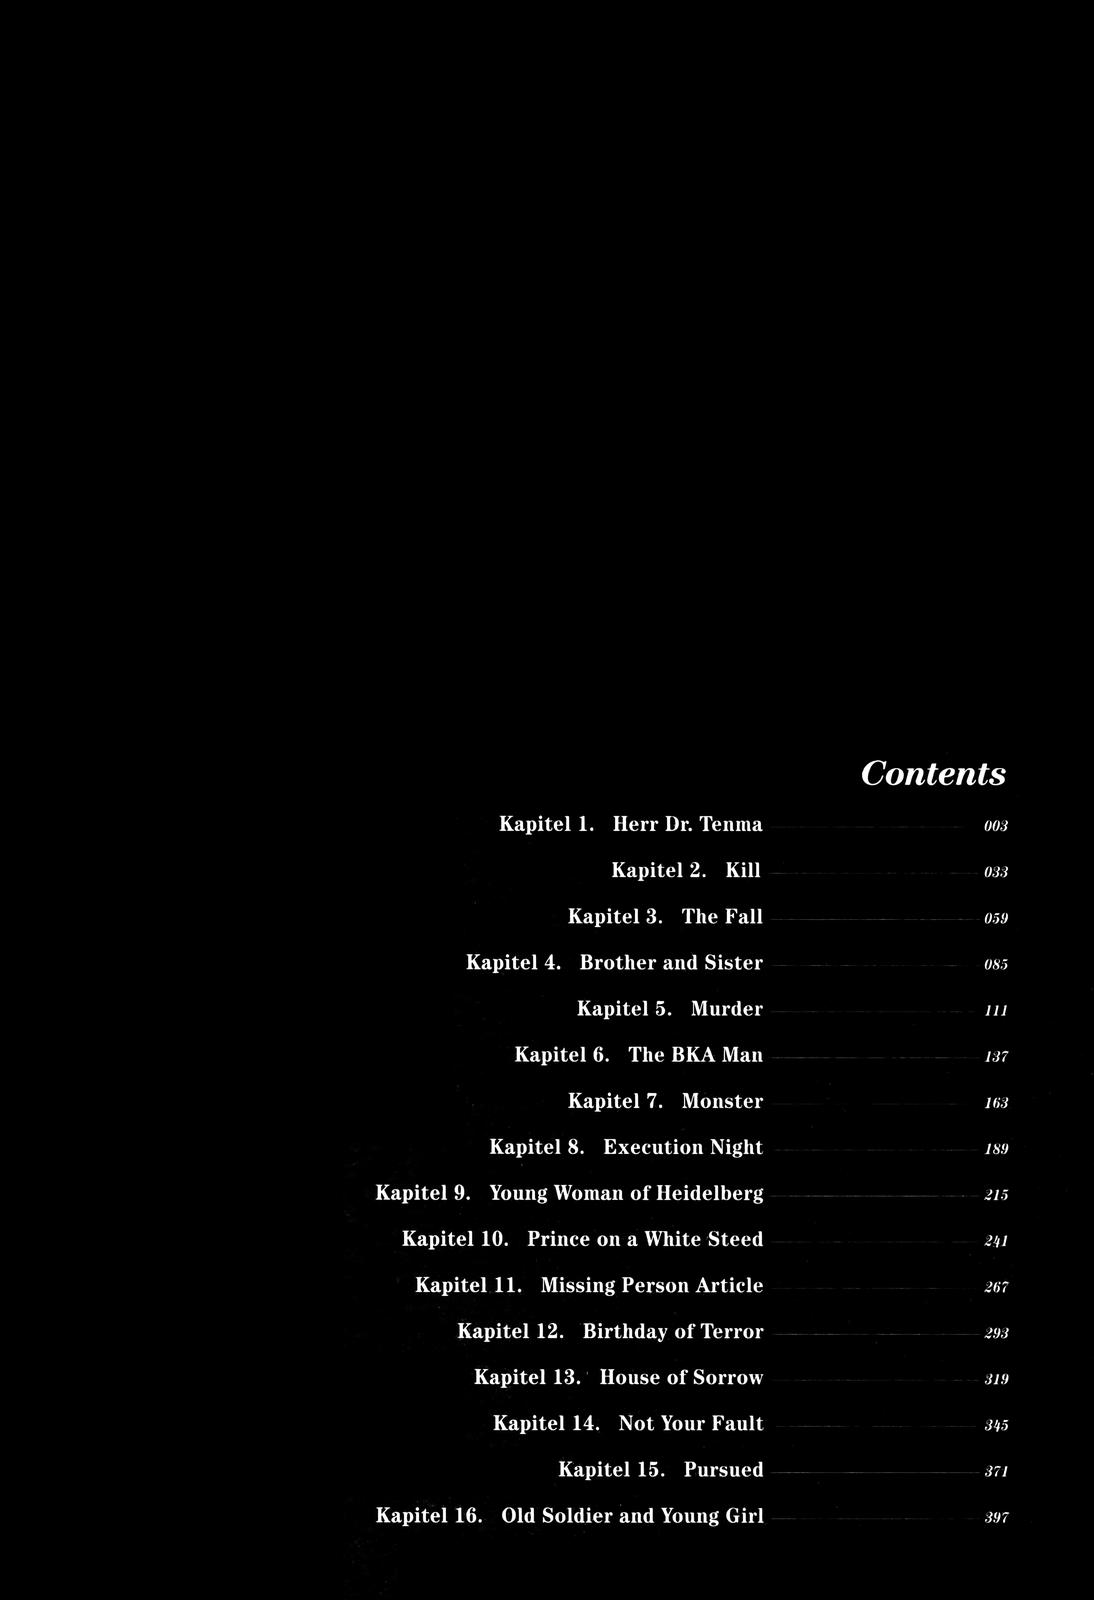 Contents
Kapitel 1. Herr Dr. Tenma 003
Kapitel 2. Kill 033
Kapitel 3. The Fall 059
Kapitel 4. Brother and Sister 085
Kapitel 5. Murder 111
Kapitel 6. The BKA Man 137
Kapitel 7. Monster 163
Kapitel 8. Execution Night 189
Kapitel 9. Young Woman of Heidelberg 215
Kapitel 10. Prince on a White Steed 241
Kapitel 11. Missing Person Article 267
Kapitel 12. Birthday of Terror 293
Kapitel 13. House of Sorrow 319
Kapitel 14. Not Your Fault 345
Kapitel 15. Pursued 371
Kapitel 16. Old Soldier and Young Girl 397